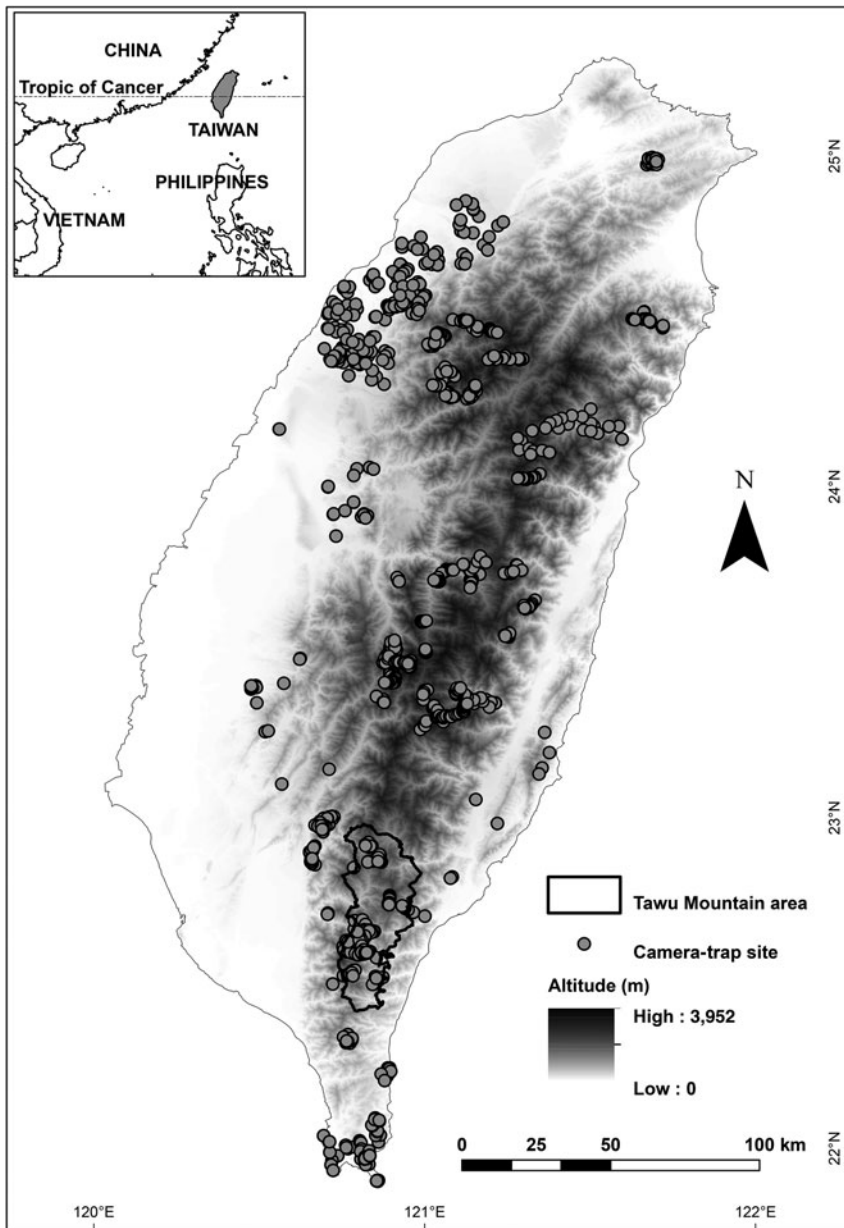 CHINA
Tropic of Cancer
TAIWAN
PHILIPPINES
VIETNAM
25°N
24°N
N
23°N
Tawu Mountain area
Camera-trap site
Altitude (m)
High : 3,952
Low : 0
22°N
0 25 50 100 km
120°E 121°E 122°E